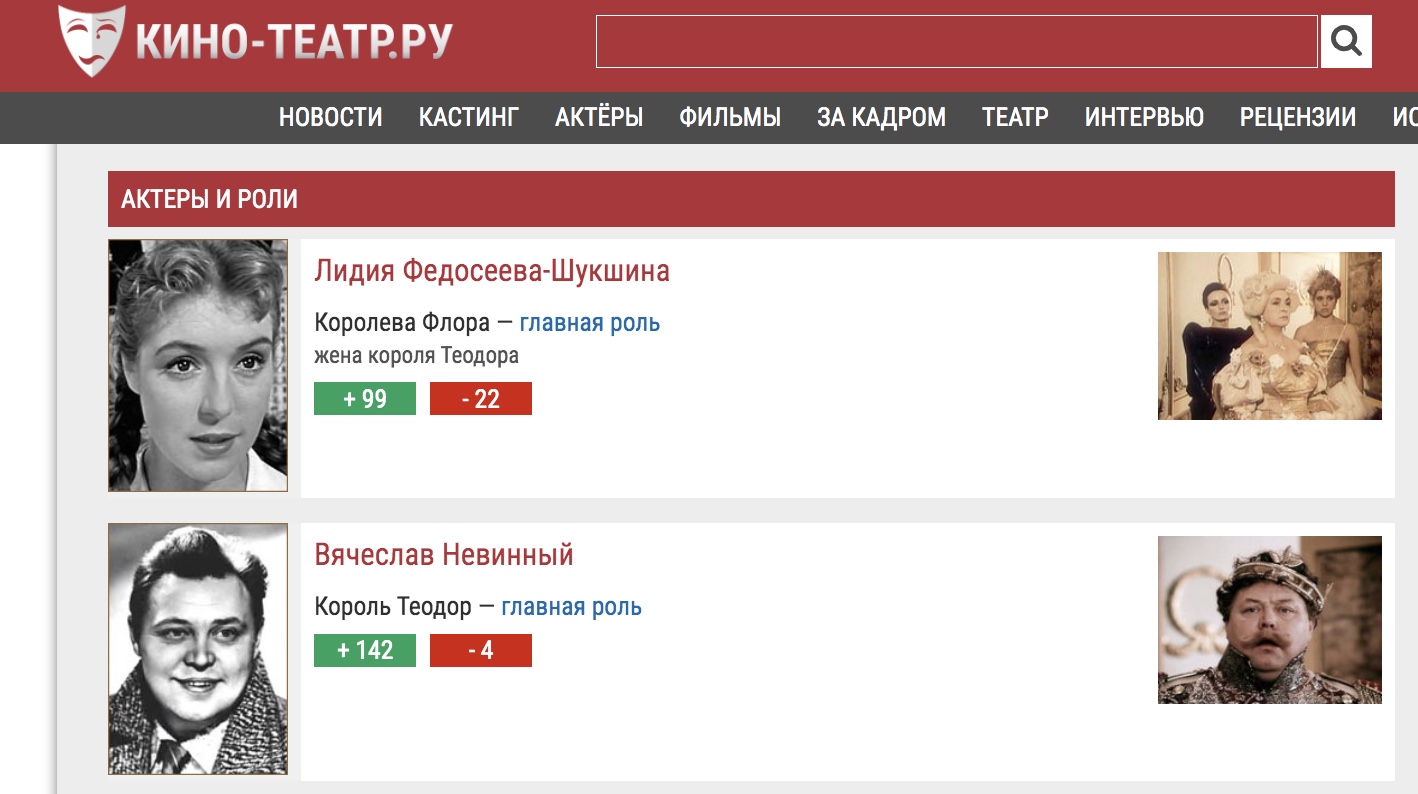 КИНО-ТЕАТР.РУ
НОВОСТИ КАСТИНГ АКТЁРЫ ФИЛЬМЫ ЗА КАДРОМ ТЕАТР ИНТЕРВЬЮ РЕЦЕНЗИИ
АКТЕРЫ И РОЛИ
Лидия Федосеева-Шукшина
Королева Флора — главная роль
жена короля Теодора
+ 99 - 22
Вячеслав Невинный
Король Теодор — главная роль
+ 142 - 4